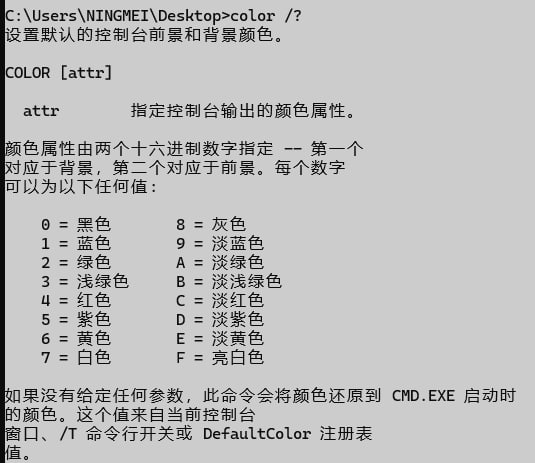 C:\Users\NINGMEI\Desktop>color /?
设置默认的控制台前景和背景颜色。
COLOR [attr]
attr        指定控制台输出的颜色属性。
颜色属性由两个十六进制数字指定 -- 第一个
对应于背景，第二个对应于前景。每个数字
可以为以下任何值:
0 = 黑色       8 = 灰色
1 = 蓝色       9 = 淡蓝色
2 = 绿色       A = 淡绿色
3 = 浅绿色     B = 淡浅绿色
4 = 红色       C = 淡红色
5 = 紫色       D = 淡紫色
6 = 黄色       E = 淡黄色
7 = 白色       F = 亮白色
如果没有给定任何参数，此命令会将颜色还原到 CMD.EXE 启动时
的颜色。这个值来自当前控制台
窗口、/T 命令行开关或 DefaultColor 注册表
值。